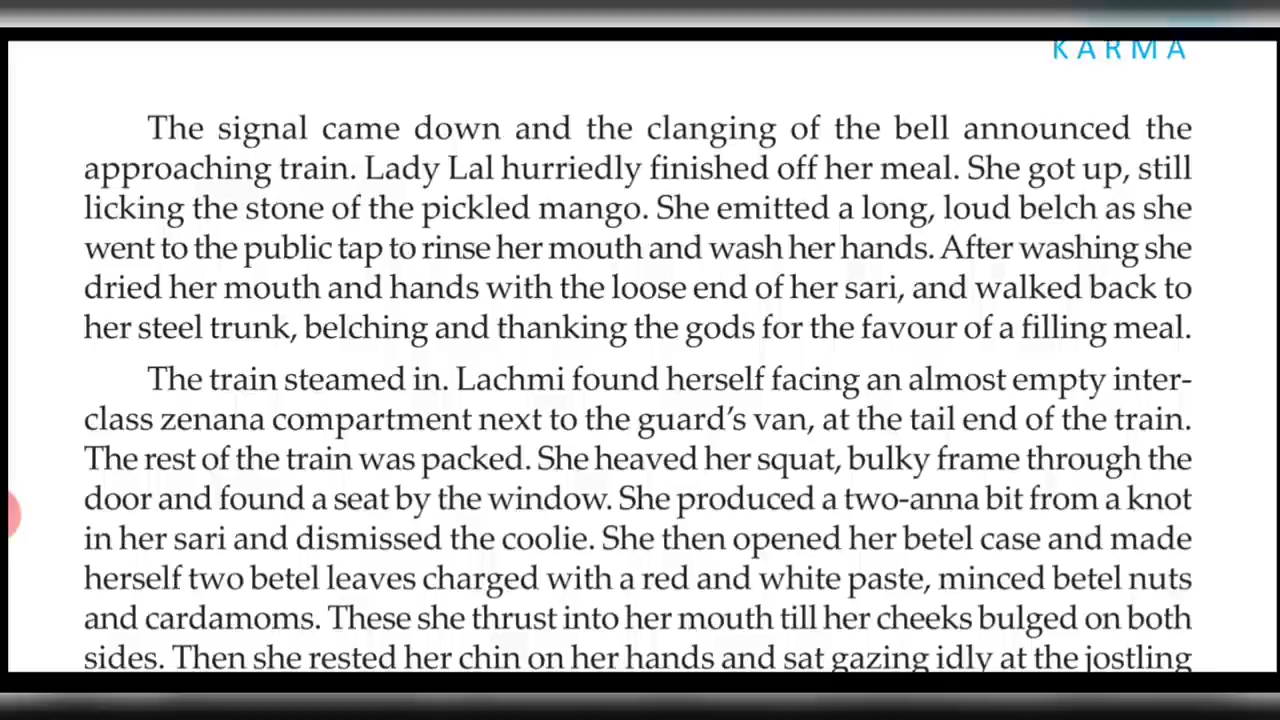 KARMA
The signal came down and the clanging of the bell announced the
approaching train. Lady Lal hurriedly finished off her meal. She got up, still
licking the stone of the pickled mango. She emitted a long, loud belch as she
went to the public tap to rinse her mouth and wash her hands. After washing she
dried her mouth and hands with the loose end of her sari, and walked back to
her steel trunk, belching and thanking the gods for the favour of a filling meal.
The train steamed in. Lachmi found herself facing an almost empty inter-
class zenana compartment next to the guard’s van, at the tail end of the train.
The rest of the train was packed. She heaved her squat, bulky frame through the
door and found a seat by the window. She produced a two-anna bit from a knot
in her sari and dismissed the coolie. She then opened her betel case and made
herself two betel leaves charged with a red and white paste, minced betel nuts
and cardamoms. These she thrust into her mouth till her cheeks bulged on both
sides. Then she rested her chin on her hands and sat gazing idly at the jostling